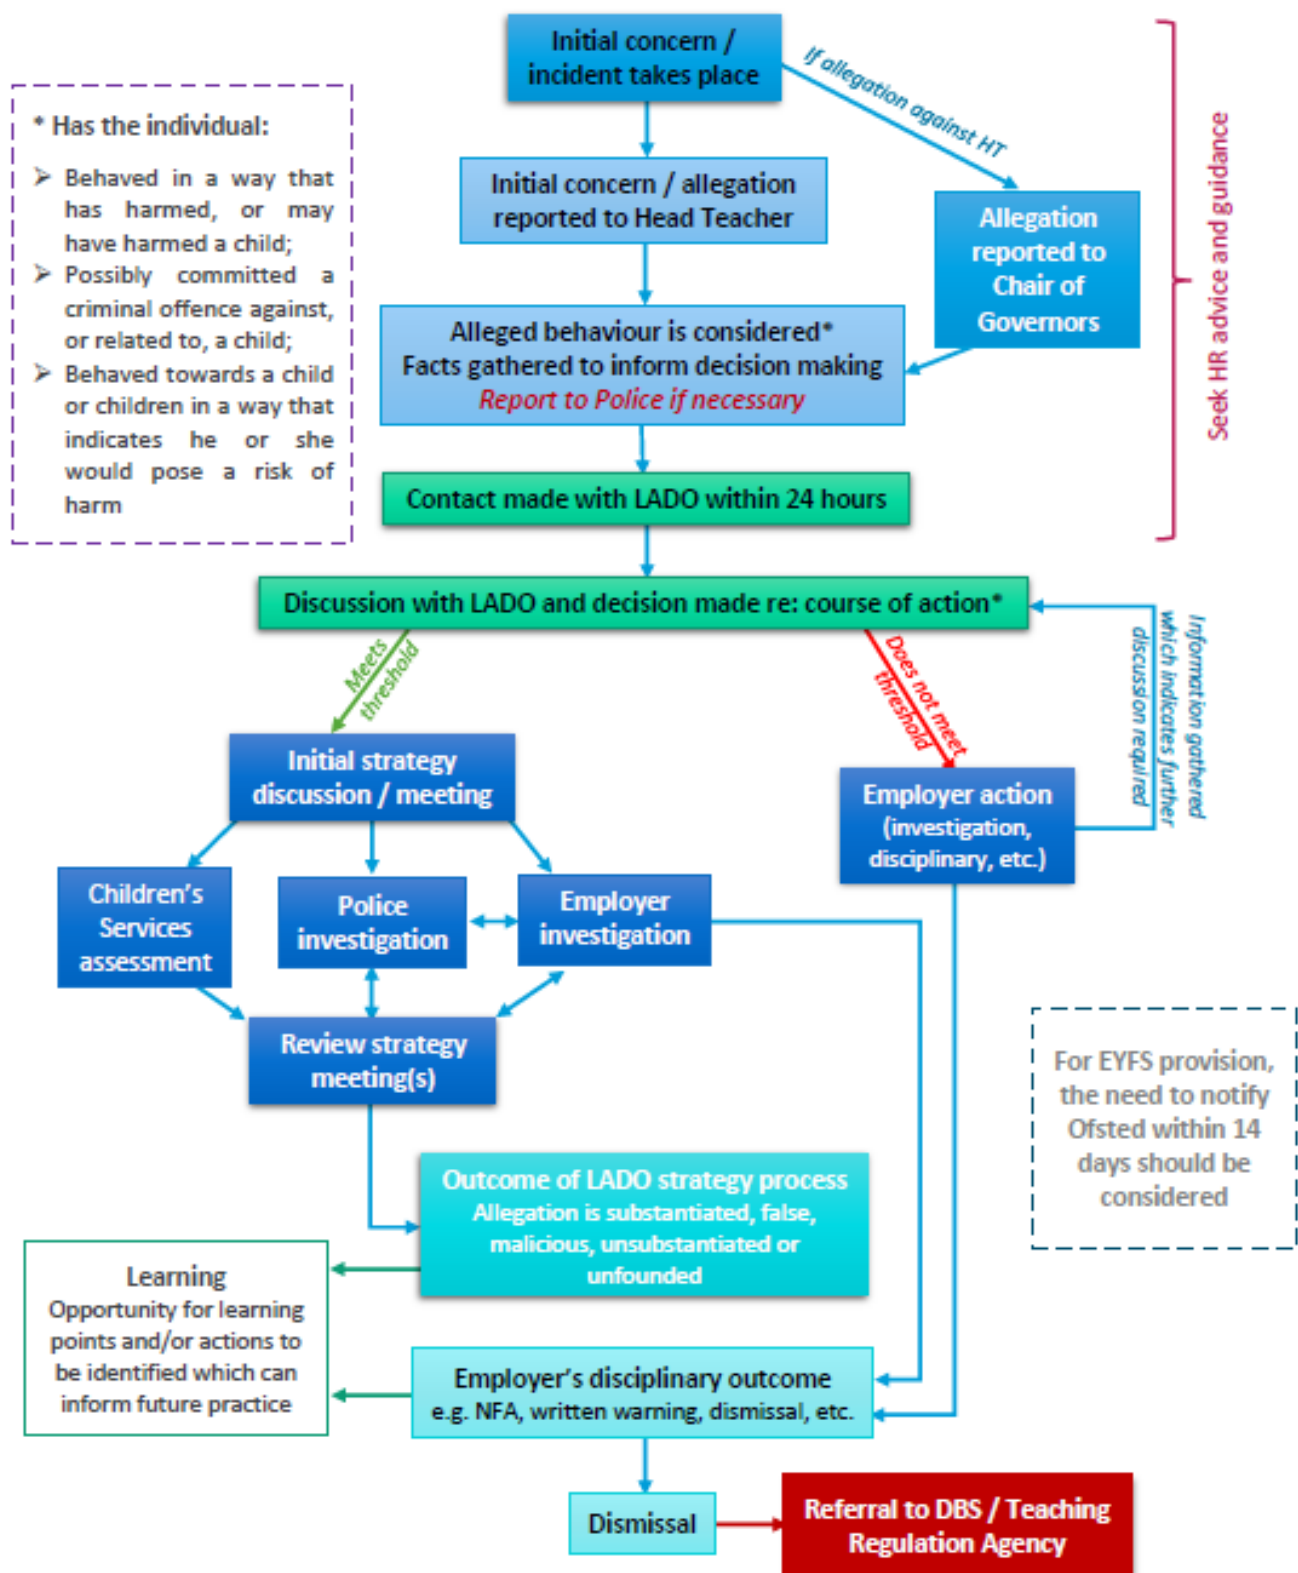 Initial concern /
incident takes place
If allegation against HT
* Has the individual:
➢ Behaved in a way that
has harmed, or may
have harmed a child;
➢ Possibly committed a
criminal offence against,
or related to, a child;
➢ Behaved towards a child
or children in a way that
indicates he or she
would pose a risk of
harm
Initial concern / allegation
reported to Head Teacher
Allegation
reported to
Chair of
Governors
Seek HR advice and guidance
Alleged behaviour is considered*
Facts gathered to inform decision making
Report to Police if necessary
Contact made with LADO within 24 hours
Discussion with LADO and decision made re: course of action*
Meets
threshold
Does not meet
threshold
Information gathered
which indicates further
discussion required
Initial strategy
discussion / meeting
Employer action
(investigation,
disciplinary, etc.)
Children’s
Services
assessment
Police
investigation
Employer
investigation
Review strategy
meeting(s)
For EYFS provision,
the need to notify
Ofsted within 14
days should be
considered
Outcome of LADO strategy process
Allegation is substantiated, false,
malicious, unsubstantiated or
unfounded
Learning
Opportunity for learning
points and/or actions to
be identified which can
inform future practice
Employer’s disciplinary outcome
e.g. NFA, written warning, dismissal, etc.
Dismissal
Referral to DBS / Teaching
Regulation Agency